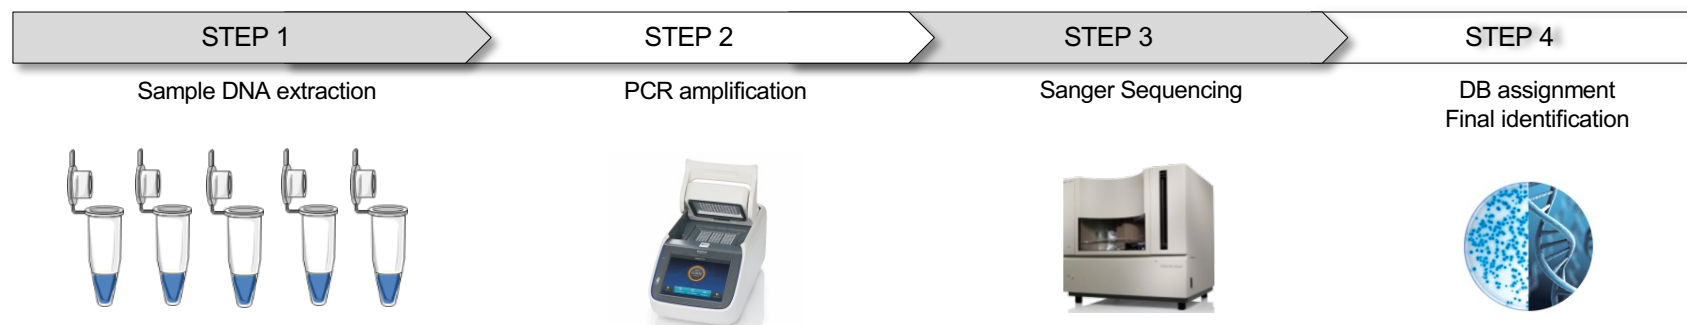 STEP 1
STEP 2
STEP 3
STEP 4
Sample DNA extraction
PCR amplification
Sanger Sequencing
DB assignment
Final identification